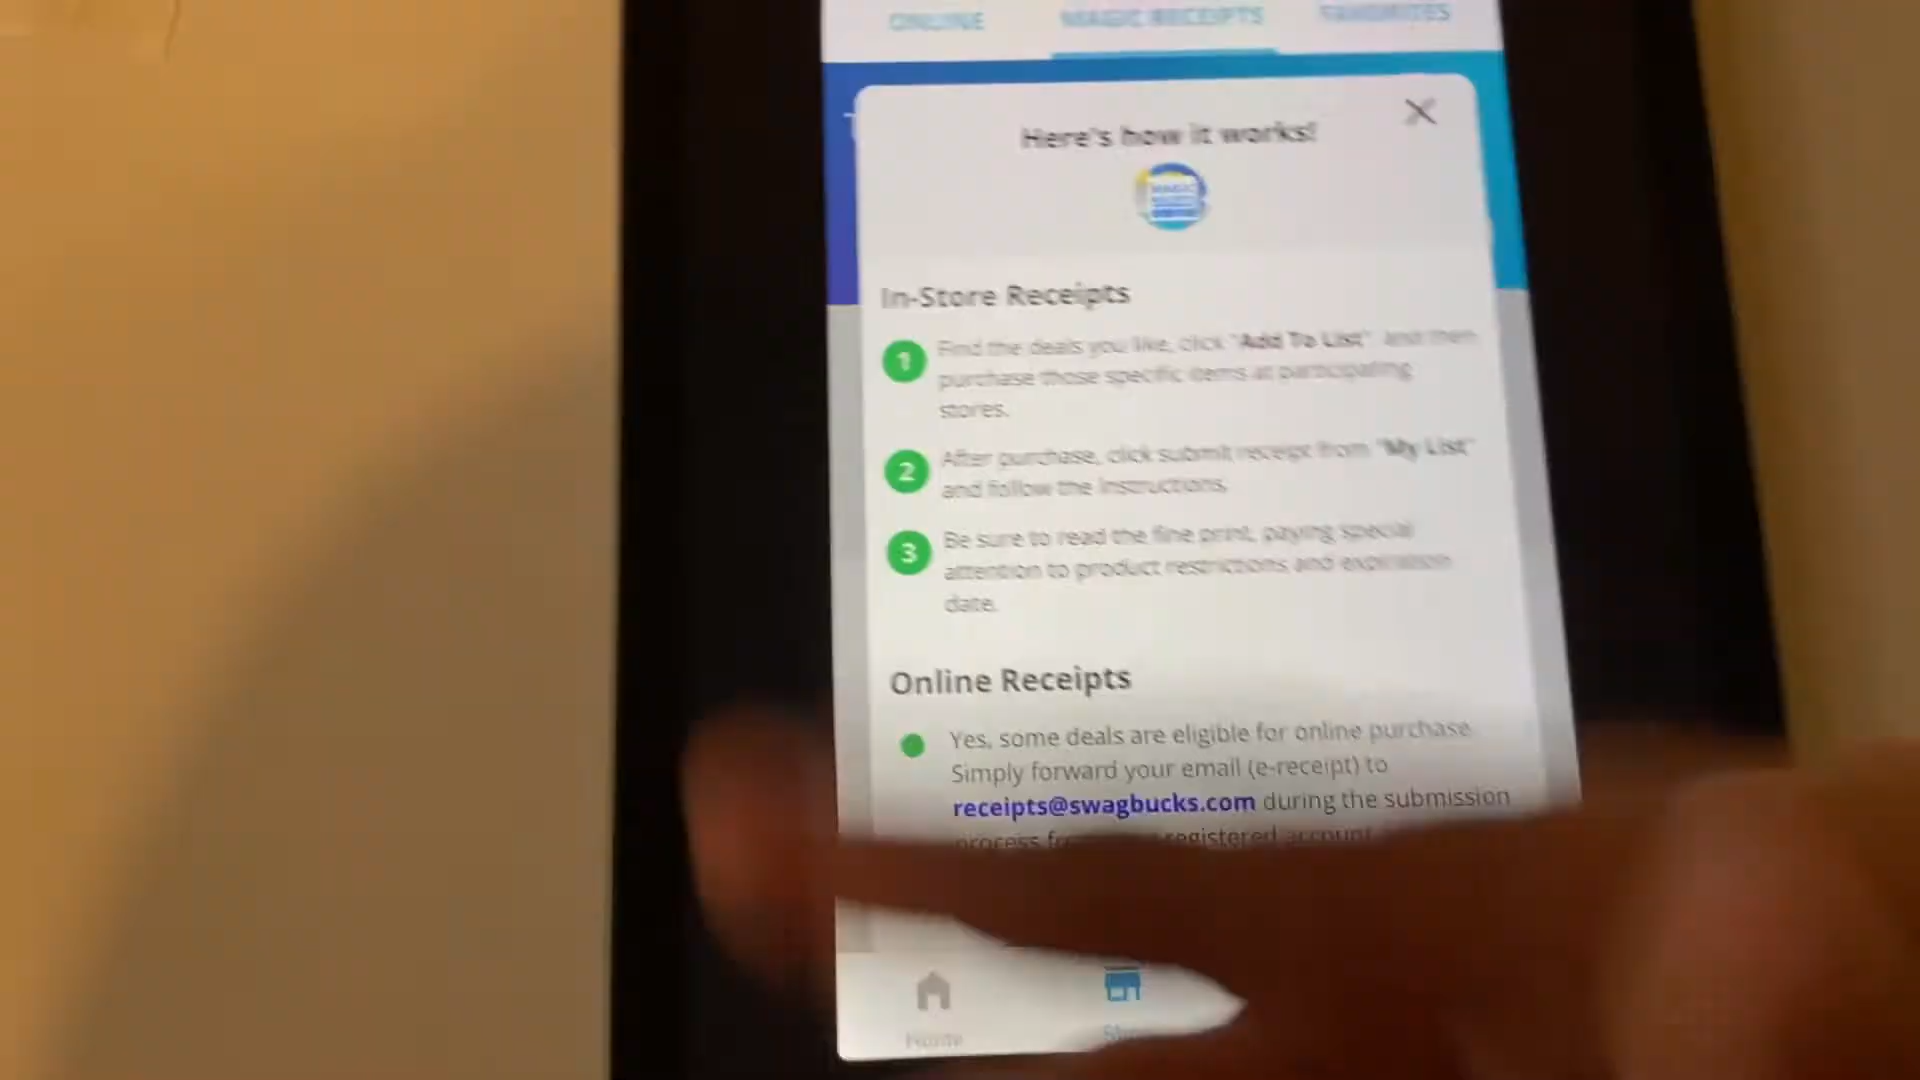 ONLINE MAGIC RECEIPTS FAVORITES
Here's how it works!
In-Store Receipts
1 Find the deals you like, click "Add To List" and then
purchase those specific items at participating
stores.
2 After purchase, click submit receipt from "My List"
and follow the instructions.
3 Be sure to read the fine print, paying special
attention to product restrictions and expiration
date.
Online Receipts
Yes, some deals are eligible for online purchase.
Simply forward your email (e-receipt) to
receipts@swagbucks.com during the submission
process registered account
Home